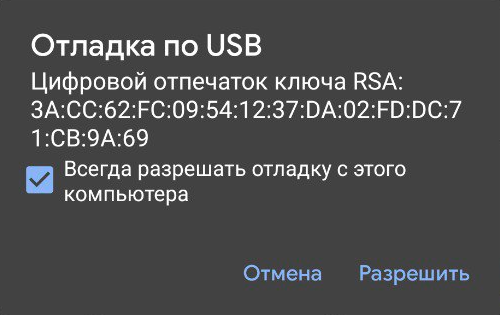 Отладка по USB
Цифровой отпечаток ключа RSA:
3A:CC:62:FC:09:54:12:37:DA:02:FD:DC:7
1:CB:9A:69
Всегда разрешать отладку с этого
компьютера
Отмена Разрешить